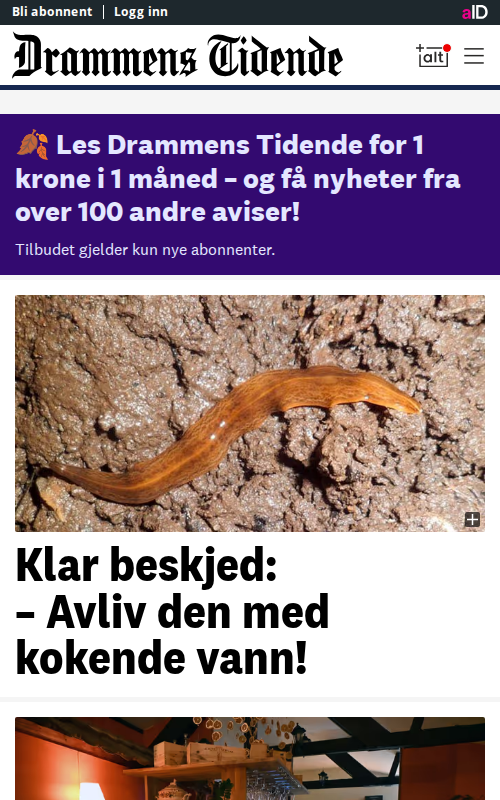 Bli abonnent
Logg inn
aID
Drammens Tidende
+alt
Les Drammens Tidende for 1
krone i 1 måned – og få nyheter fra
over 100 andre aviser!
Tilbudet gjelder kun nye abonnenter.
Klar beskjed:
– Avliv den med
kokende vann!